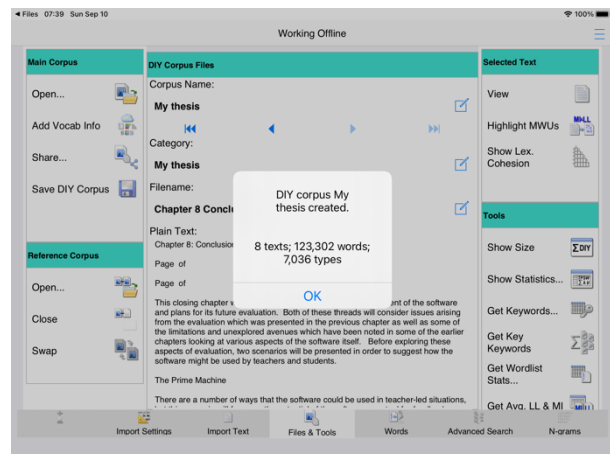 Files 07:39 Sun Sep 10 100%
Working Offline
Main Corpus
Open...
Add Vocab Info
Share...
Save DIY Corpus
Reference Corpus
Open...
Close
Swap
DIY Corpus Files
Corpus Name:
My thesis
Category:
My thesis
Filename:
Chapter 8 Conclu
Plain Text:
Chapter 8: Conclusion
Page of
Page of
This closing chapter ent of the software
and plans for its future evaluation. Both of these threads will consider issues arising
from the evaluation which was presented in the previous chapter as well as some of
the limitations and unexplored avenues which have been noted in some of the earlier
chapters looking at various aspects of the software itself. Before exploring these
aspects of evaluation, two scenarios will be presented in order to suggest how the
software might be used by teachers and students.
The Prime Machine
There are a number of ways that the software could be used in teacher-led situations,
DIY corpus My
thesis created.
8 texts; 123,302 words;
7,036 types
OK
Selected Text
View
Highlight MWUs
MI•LL
Show Lex.
Cohesion
Tools
Show Size
ΣDIY
Show Statistics...
Get Keywords...
Get Key
Keywords
Get Wordlist
Stats...
Get Avg. LL & MI
Import Settings
Import Text
Files & Tools
Words
Advanced Search
N-grams